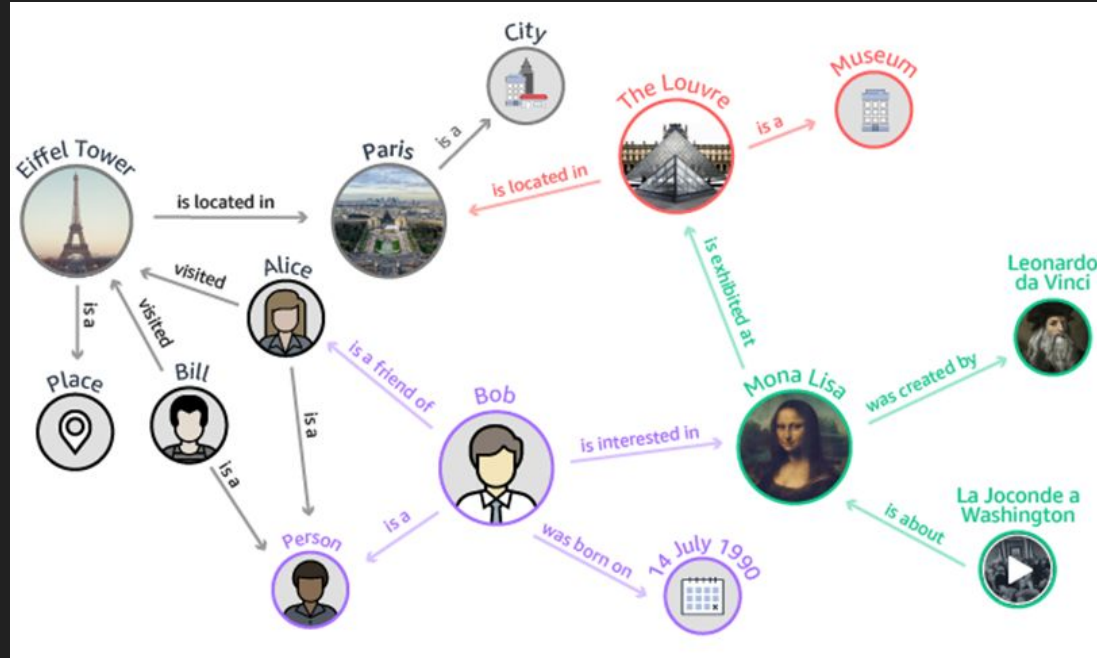 City
Museum
The Louvre
is a
is a
Eiffel Tower
Paris
is located in
is located in
visited
Alice
is exhibited at
Leonardo
da Vinci
is a
visited
Place
Bill
is a friend of
Bob
Mona Lisa
was created by
is a
is interested in
is a
La Joconde a
Washington
is about
Person
is a
was born on
14 July 1990